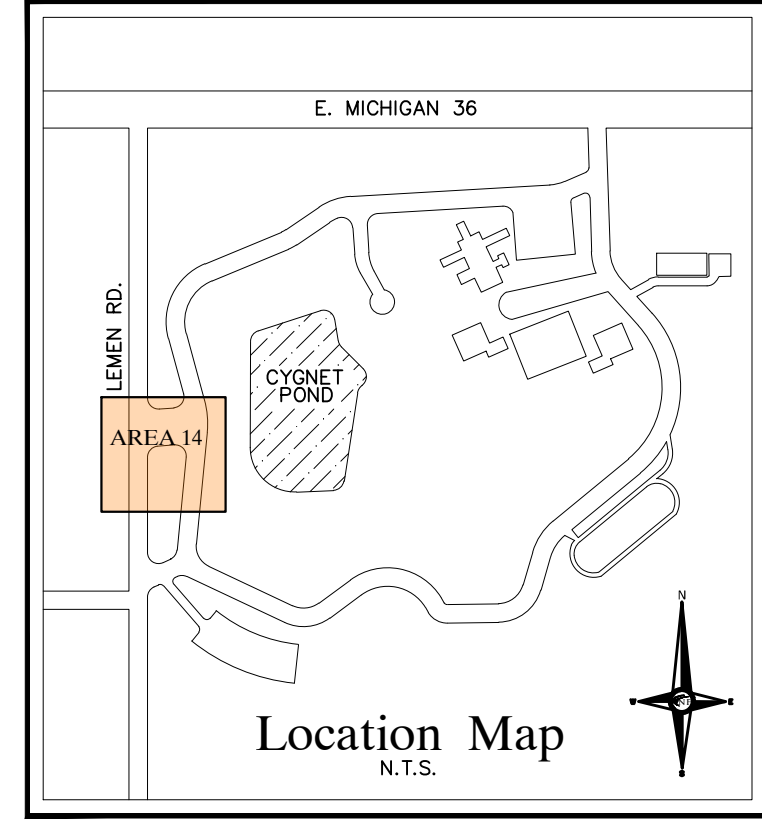 E. MICHIGAN 36
LEMEN RD.
CYGNET
POND
AREA 14
N
W
E
S
Location Map
N.T.S.